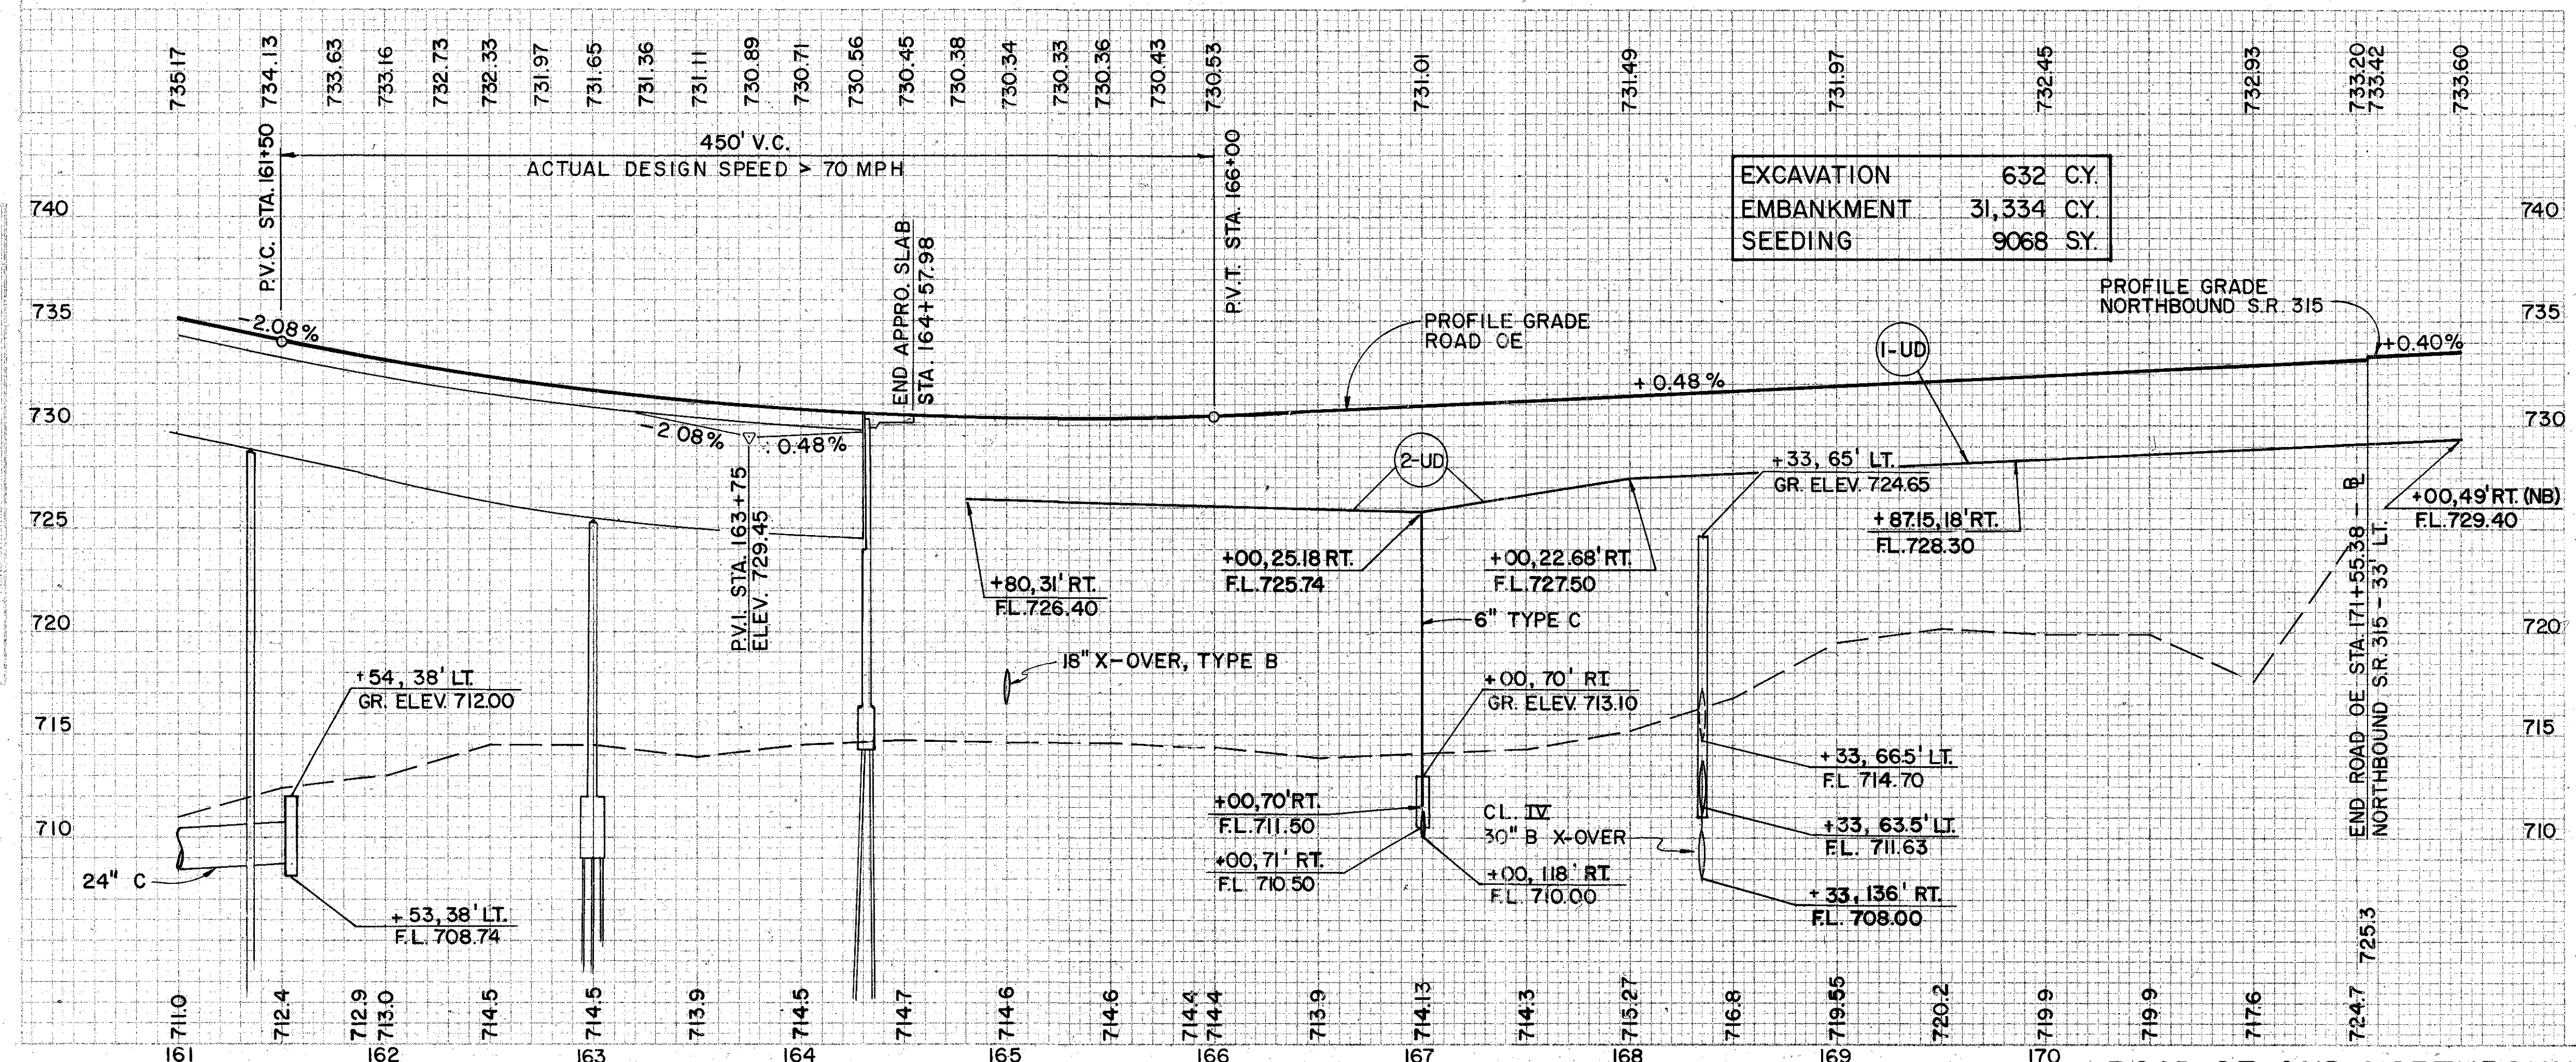 735.17
734.13
733.63
733.16
732.73
732.33
731.97
731.65
731.36
731.11
730.89
730.71
730.56
730.45
730.38
730.34
730.33
730.36
730.43
730.53
731.01
731.49
731.97
732.45
732.93
733.20
733.42
733.60
P.V.C. STA. 161+50
450' V.C.
ACTUAL DESIGN SPEED > 70 MPH
P.V.T. STA. 166+00
EXCAVATION 632 C.Y.
EMBANKMENT 31,334 C.Y.
SEEDING 9068 S.Y.
740
740
END APPRO. SLAB
STA. 164+57.98
PROFILE GRADE
NORTHBOUND S.R. 315
735
735
-2.08%
PROFILE GRADE
ROAD OE
+0.48%
1-UD
+0.40%
730
730
-2.08%
0.48%
P.V.I. STA. 163+75
ELEV. 729.45
2-UD
+33, 65' LT.
GR. ELEV. 724.65
+87.15, 18' RT.
F.L. 728.30
+00, 49' RT. (NB)
F.L. 729.40
725
725
+80, 31' RT.
F.L. 726.40
+00, 25.18 RT.
F.L. 725.74
+00, 22.68' RT.
F.L. 727.50
END ROAD OE STA. 171+55.38 - BL
NORTHBOUND S.R. 315 - 33' LT.
720
720
6" TYPE C
18" X-OVER, TYPE B
+54, 38' LT.
GR. ELEV. 712.00
+00, 70' RT.
GR. ELEV. 713.10
715
715
+33, 66.5' LT.
F.L. 714.70
+00, 70' RT.
F.L. 711.50
CL. IV
30" B X-OVER
+33, 63.5' LT.
F.L. 711.63
710
710
24" C
+00, 71' RT.
F.L. 710.50
+00, 118' RT.
F.L. 710.00
+33, 136' RT.
F.L. 708.00
+53, 38' LT.
F.L. 708.74
711.0
712.4
712.9
713.0
714.5
714.5
713.9
714.5
714.7
714.6
714.6
714.4
714.4
713.9
714.13
714.3
715.27
716.8
719.55
720.2
719.9
719.9
717.6
724.7
725.3
161
162
163
164
165
166
167
168
169
170